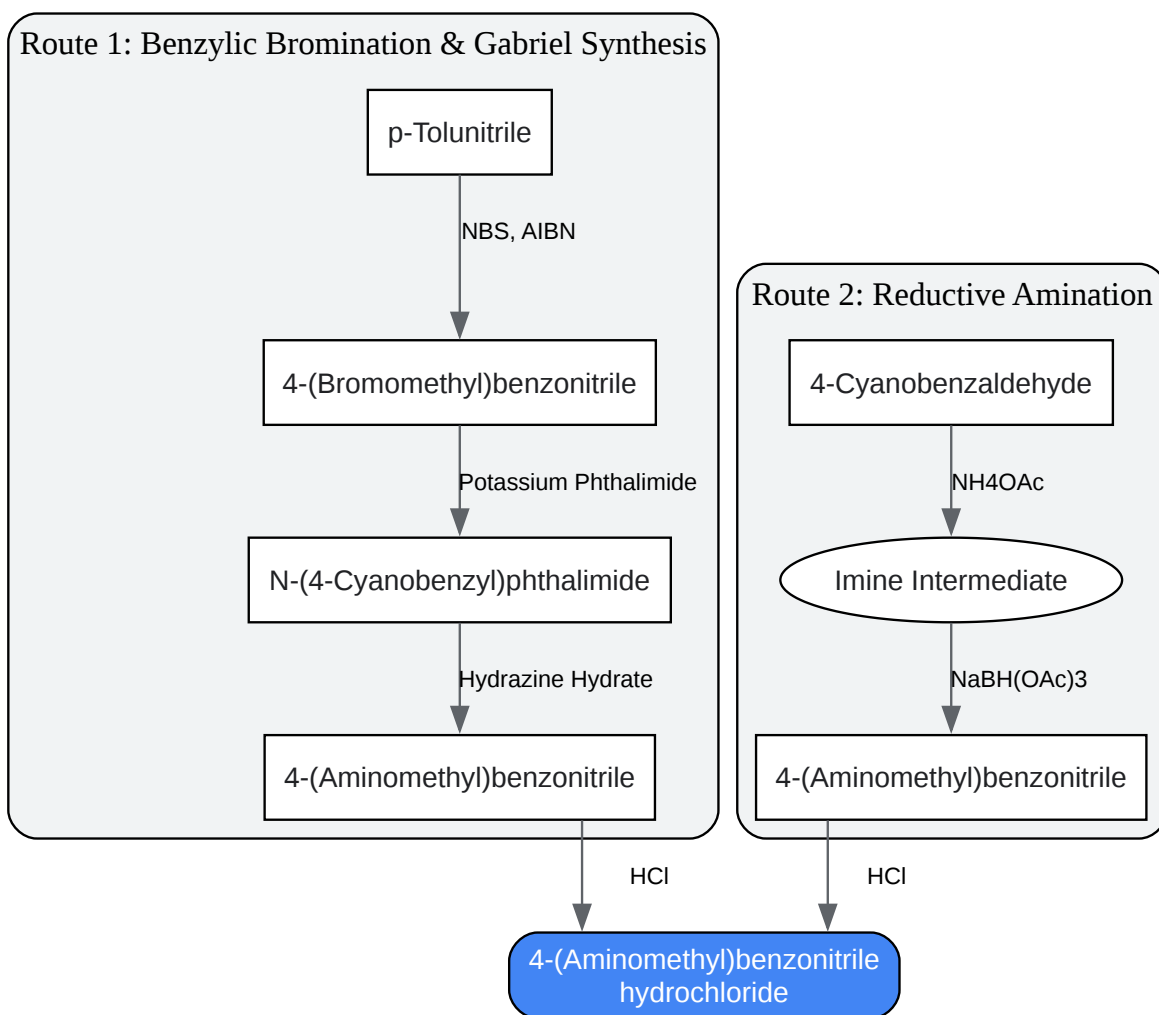 Route 1: Benzylic Bromination & Gabriel Synthesis
p-Tolunitrile
NBS, AIBN
4-(Bromomethyl)benzonitrile
Potassium Phthalimide
N-(4-Cyanobenzyl)phthalimide
Hydrazine Hydrate
4-(Aminomethyl)benzonitrile
HCl
Route 2: Reductive Amination
4-Cyanobenzaldehyde
NH4OAc
Imine Intermediate
NaBH(OAc)3
4-(Aminomethyl)benzonitrile
HCl
4-(Aminomethyl)benzonitrile
hydrochloride